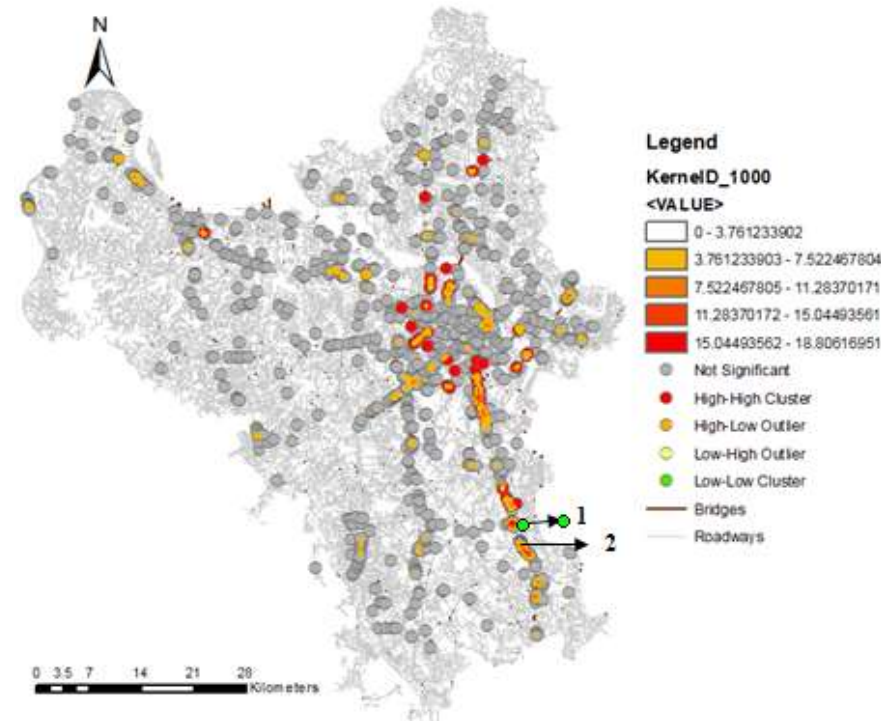 N
Legend
KernelD_1000
<VALUE>
0 - 3.761233902
3.761233903 - 7.522467804
7.522467805 - 11.28370171
11.28370172 - 15.04493561
15.04493562 - 18.80616951
Not Significant
High-High Cluster
High-Low Outlier
Low-High Outlier
Low-Low Cluster
Bridges
Roadways
1
2
0 3.5 7 14 21 28
Kilometers